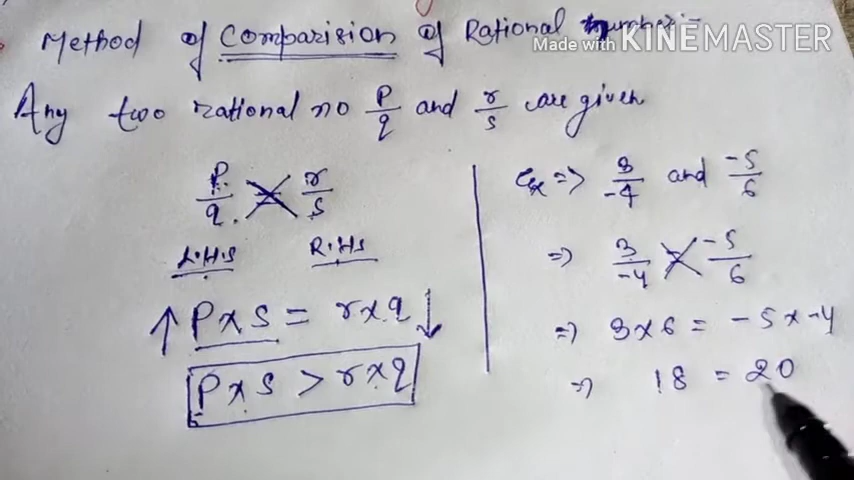 Method of Comparision of Rational number:-
Made with KINEMASTER
Any two rational no p/q and r/s are given
p/q = r/s
L.H.S R.H.S
↑ P x S = r x q ↓
P x S > r x q
Ex => 3/-4 and -5/6
=> 3/-4 = -5/6
=> 3 x 6 = -5 x -4
=> 18 = 20